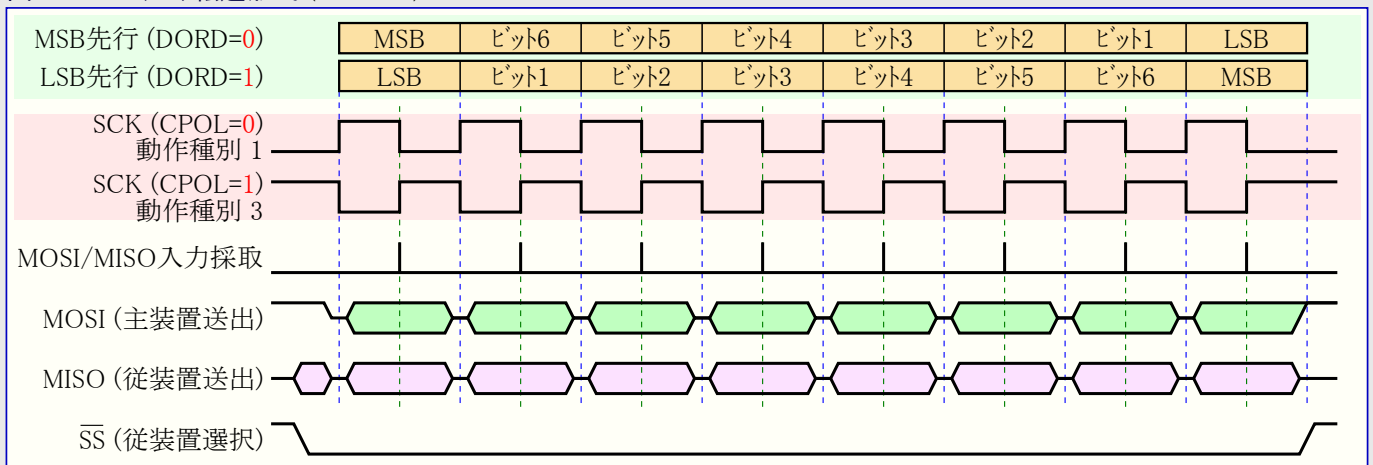 MSB先行 (DORD=0) MSB ﾋﾞｯﾄ6 ﾋﾞｯﾄ5 ﾋﾞｯﾄ4 ﾋﾞｯﾄ3 ﾋﾞｯﾄ2 ﾋﾞｯﾄ1 LSB
LSB先行 (DORD=1) LSB ﾋﾞｯﾄ1 ﾋﾞｯﾄ2 ﾋﾞｯﾄ3 ﾋﾞｯﾄ4 ﾋﾞｯﾄ5 ﾋﾞｯﾄ6 MSB
SCK (CPOL=0)
動作種別 1
SCK (CPOL=1)
動作種別 3
MOSI/MISO入力採取
MOSI (主装置送出)
MISO (従装置送出)
S̅S̅ (従装置選択)